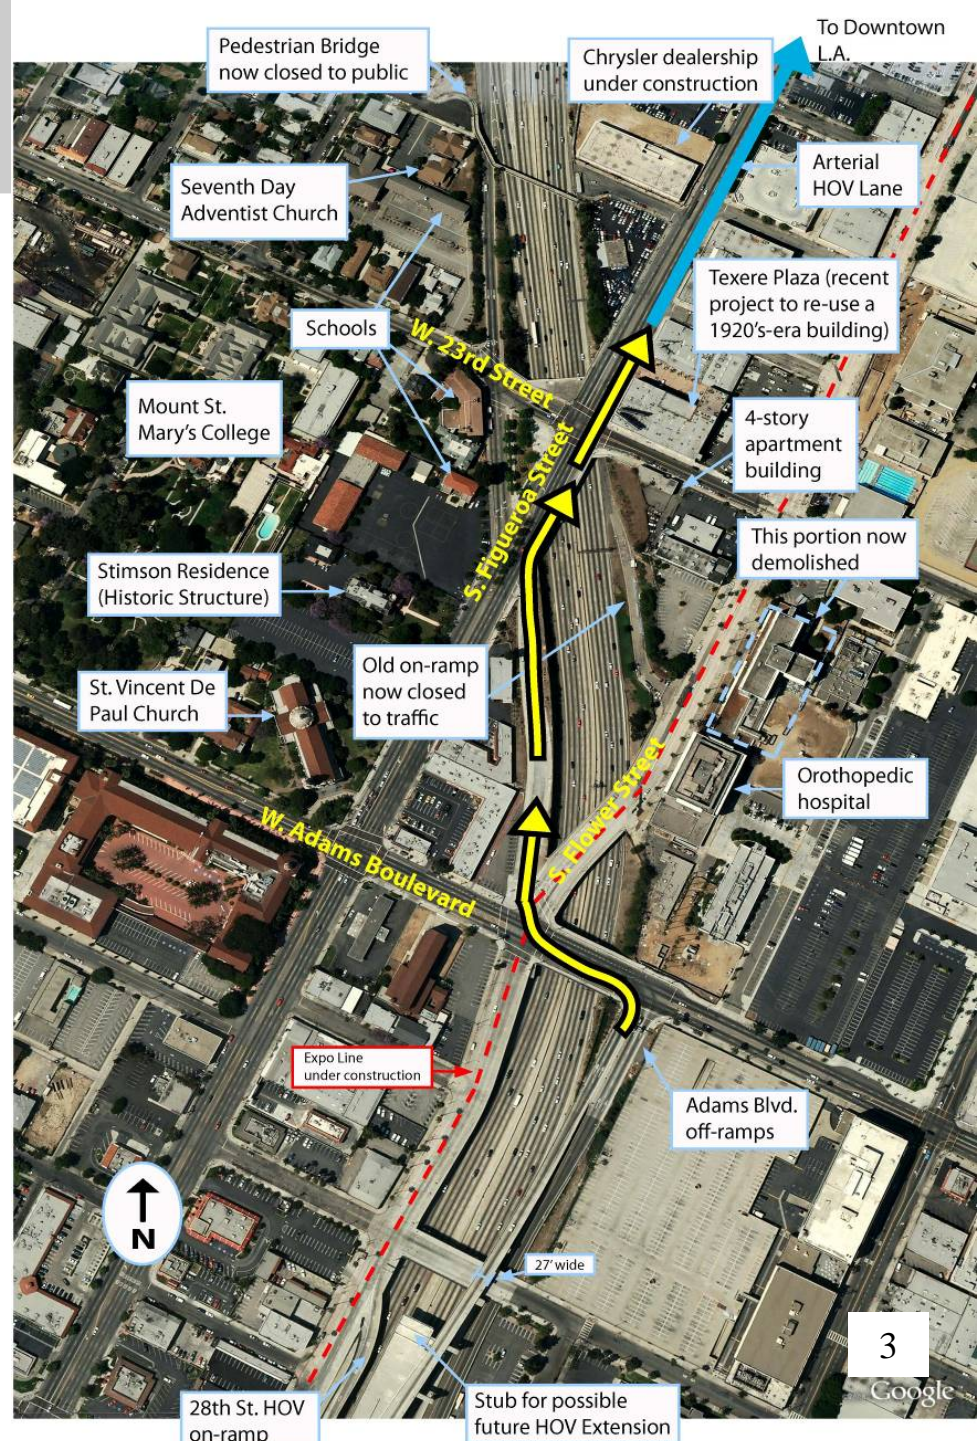 To Downtown
L.A.
Pedestrian Bridge
now closed to public
Chrysler dealership
under construction
Arterial
HOV Lane
Seventh Day
Adventist Church
Texere Plaza (recent
project to re-use a
1920's-era building)
Schools
W. 23rd Street
Mount St.
Mary's College
4-story
apartment
building
S. Figueroa Street
This portion now
demolished
Stimson Residence
(Historic Structure)
Old on-ramp
now closed
to traffic
St. Vincent De
Paul Church
S. Flower Street
Orothopedic
hospital
W. Adams Boulevard
Expo Line
under construction
Adams Blvd.
off-ramps
N
27' wide
3
Google
28th St. HOV
on-ramp
Stub for possible
future HOV Extension